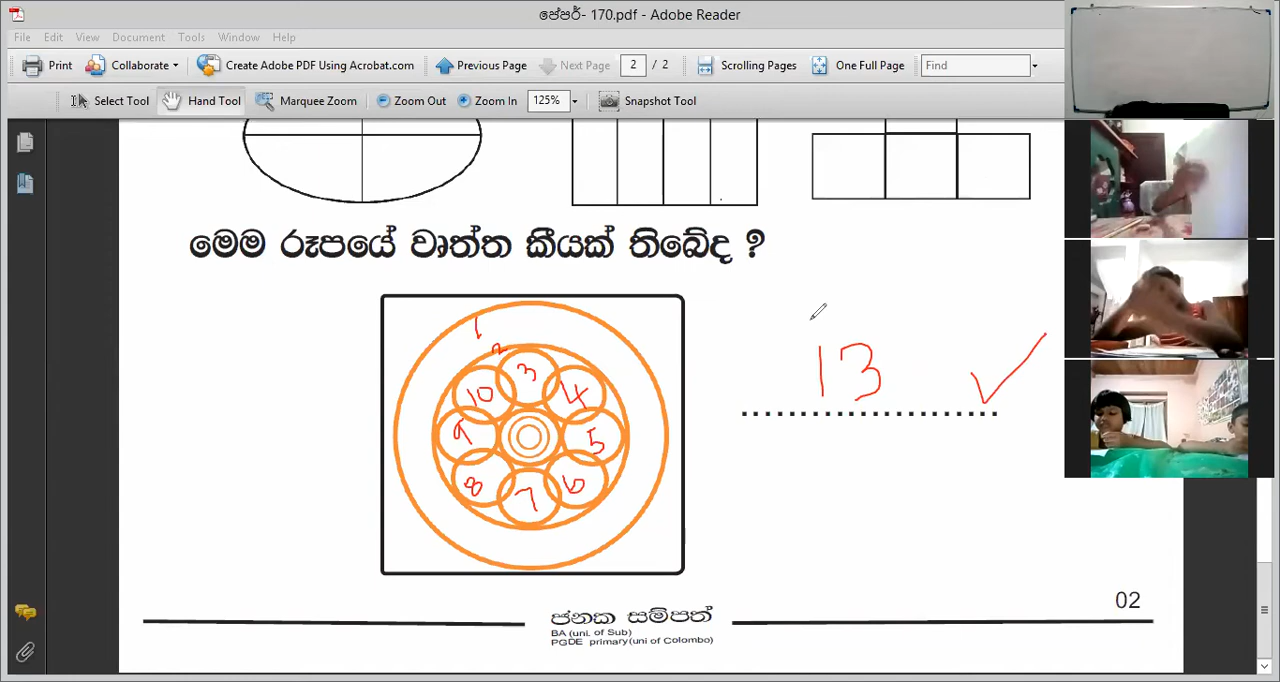 පේපර්- 170.pdf - Adobe Reader
File Edit View Document Tools Window Help
Print Collaborate Create Adobe PDF Using Acrobat.com Previous Page Next Page 2 / 2 Scrolling Pages One Full Page Find
Select Tool Hand Tool Marquee Zoom Zoom Out Zoom In 125% Snapshot Tool
මෙම රූපයේ වෘත්ත කීයක් තිබේද ?
1
2
3
10 4
9 5
8 7 6
13
02
ජනක සම්පත්
BA (uni. of Sub)
PGDE primary (uni of Colombo)